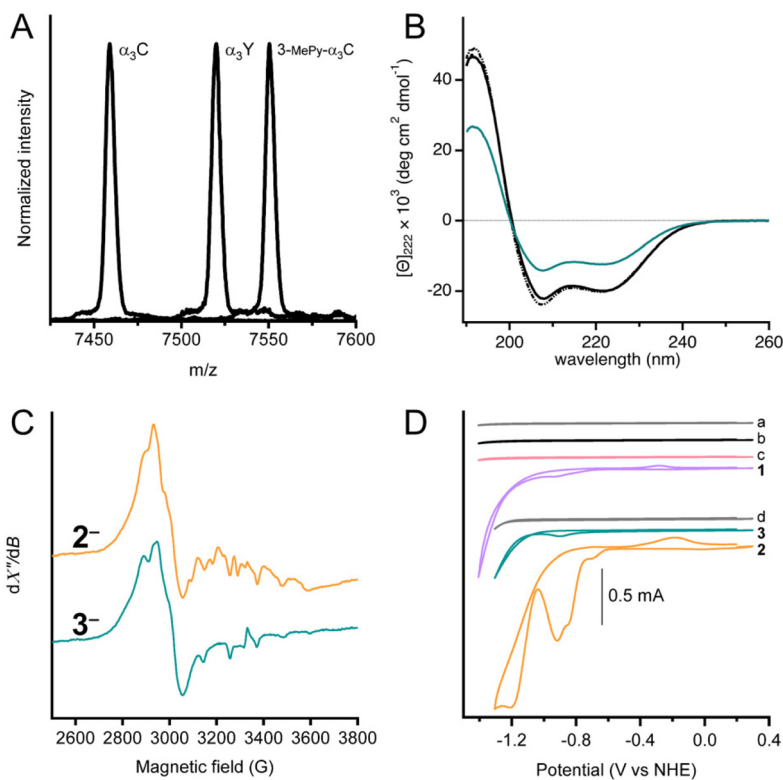 A
α₃C
α₃Y
3-MePy-α₃C
Normalized intensity
7450
7500
7550
7600
m/z
B
[Θ]₂₂₂ × 10³ (deg cm² dmol⁻¹)
40
20
0
-20
200
220
240
260
wavelength (nm)
C
2⁻
3⁻
dχ"/dB
2600
2800
3000
3200
3400
3600
3800
Magnetic field (G)
D
a
b
c
1
d
3
2
0.5 mA
-1.2
-0.8
-0.4
0.0
0.4
Potential (V vs NHE)